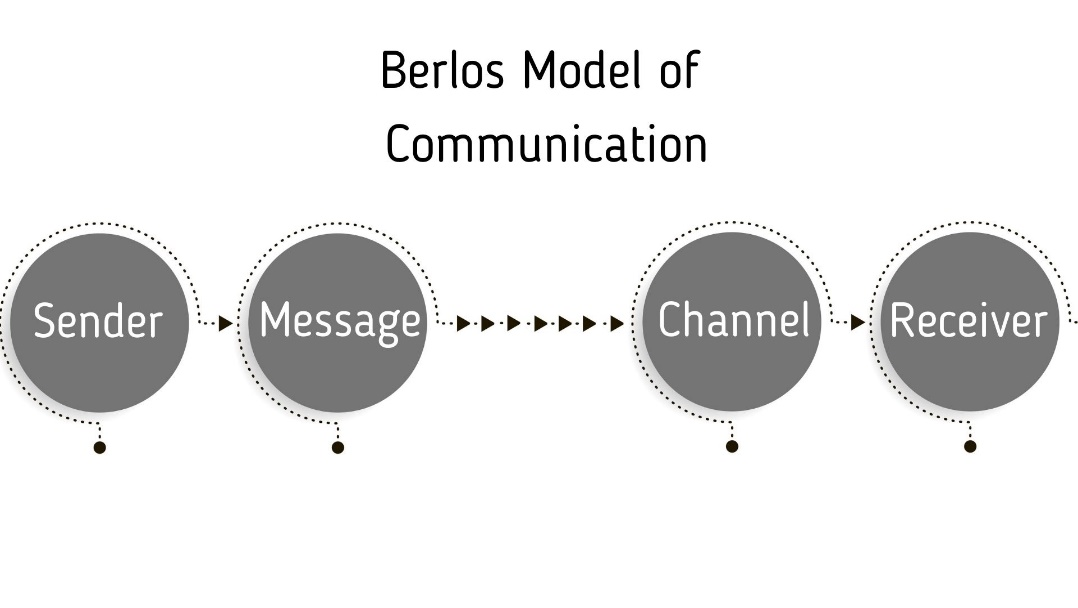 Berlos Model of
Communication
Sender
Message
Channel
Receiver